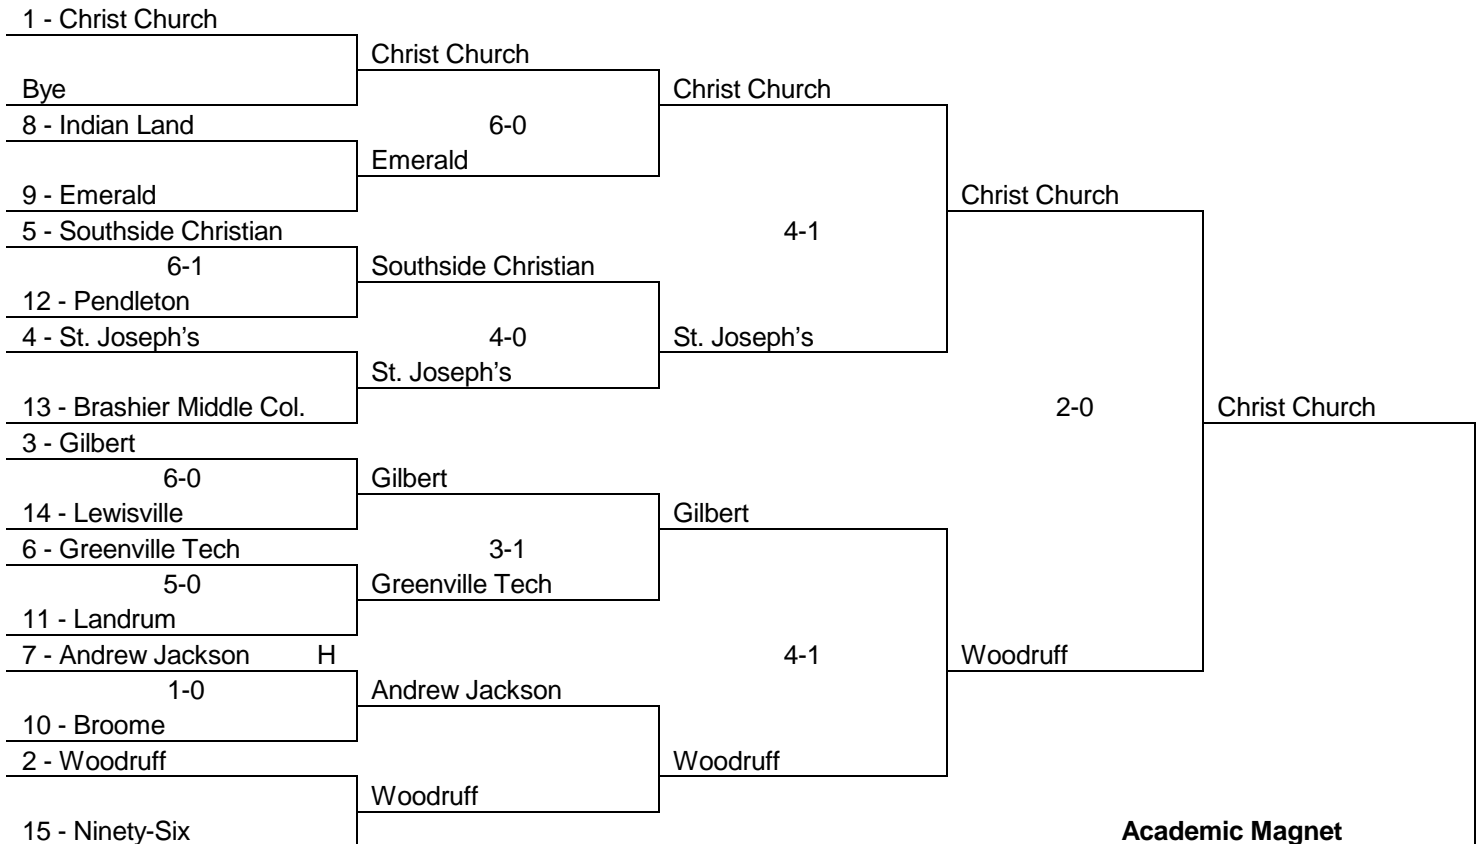 1 - Christ Church
Christ Church
Bye
Christ Church
8 - Indian Land
6-0
Emerald
9 - Emerald
Christ Church
5 - Southside Christian
4-1
6-1
Southside Christian
12 - Pendleton
4 - St. Joseph’s
4-0
St. Joseph’s
St. Joseph’s
13 - Brashier Middle Col.
2-0
Christ Church
3 - Gilbert
6-0
Gilbert
14 - Lewisville
Gilbert
6 - Greenville Tech
3-1
5-0
Greenville Tech
11 - Landrum
7 - Andrew Jackson H
4-1
Woodruff
1-0
Andrew Jackson
10 - Broome
2 - Woodruff
Woodruff
Woodruff
15 - Ninety-Six
Academic Magnet